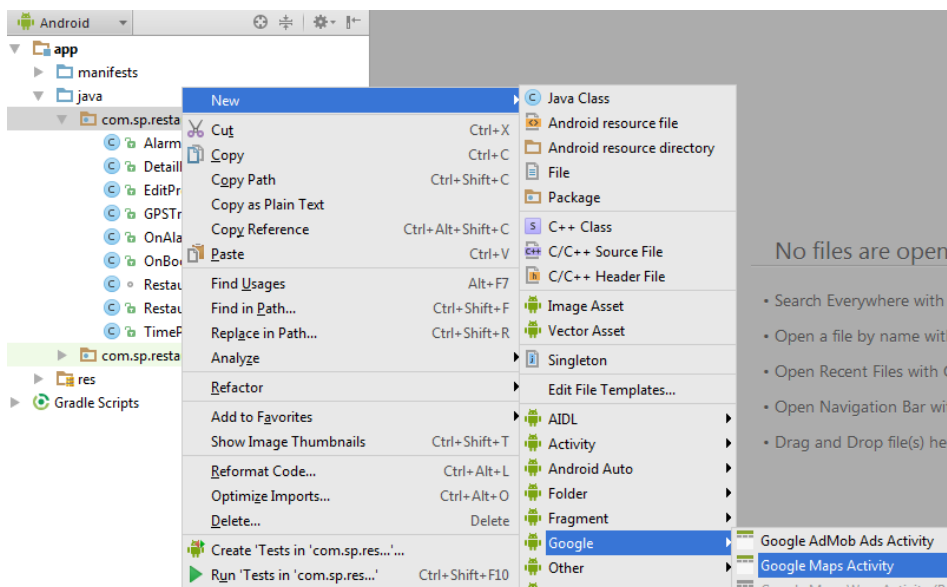 Android
app
manifests
java
com.sp.resta
Alarm
Detail
EditPr
GPSTr
OnAla
OnBo
Restau
Restau
TimeP
com.sp.resta
res
Gradle Scripts
New
Cut Ctrl+X
Copy Ctrl+C
Copy Path Ctrl+Shift+C
Copy as Plain Text
Copy Reference Ctrl+Alt+Shift+C
Paste Ctrl+V
Find Usages Alt+F7
Find in Path... Ctrl+Shift+F
Replace in Path... Ctrl+Shift+R
Analyze
Refactor
Add to Favorites
Show Image Thumbnails Ctrl+Shift+T
Reformat Code... Ctrl+Alt+L
Optimize Imports... Ctrl+Alt+O
Delete... Delete
Create 'Tests in 'com.sp.res...'...
Run 'Tests in 'com.sp.res...' Ctrl+Shift+F10
Java Class
Android resource file
Android resource directory
File
Package
C++ Class
C/C++ Source File
C/C++ Header File
Image Asset
Vector Asset
Singleton
Edit File Templates...
AIDL
Activity
Android Auto
Folder
Fragment
Google
Other
Google AdMob Ads Activity
Google Maps Activity
No files are open
• Search Everywhere with
• Open a file by name wit
• Open Recent Files with
• Open Navigation Bar wi
• Drag and Drop file(s) he